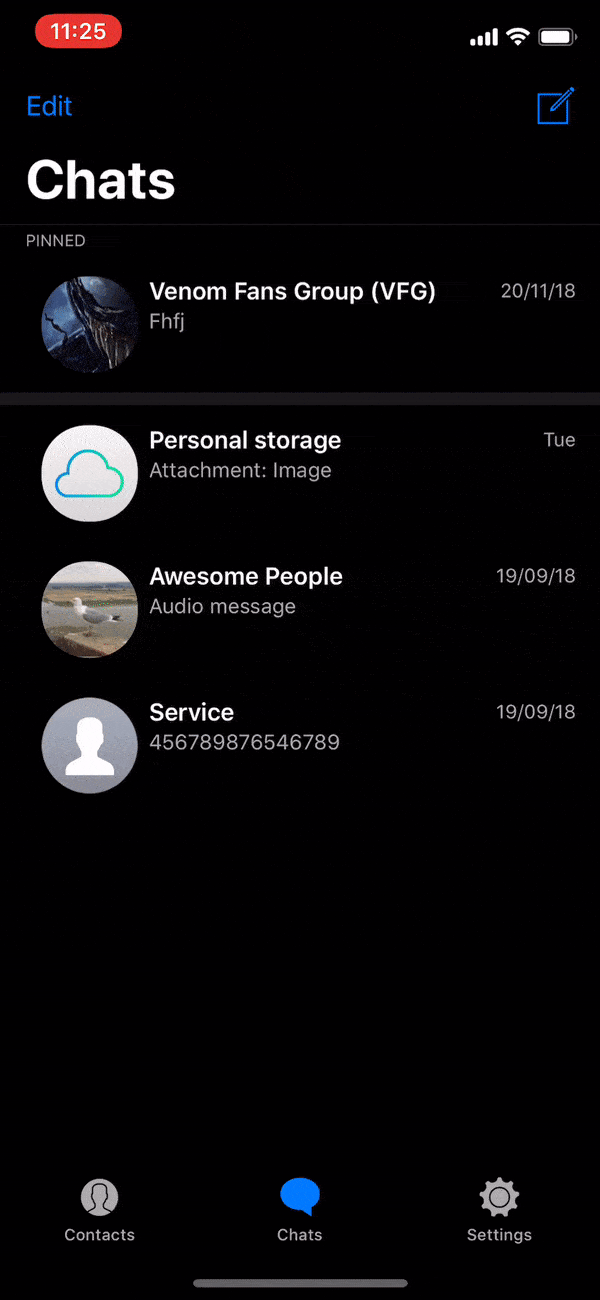 11:25
Edit
Chats
PINNED
Venom Fans Group (VFG) 20/11/18
Fhfj
Personal storage Tue
Attachment: Image
Awesome People 19/09/18
Audio message
Service 19/09/18
456789876546789
Contacts Chats Settings